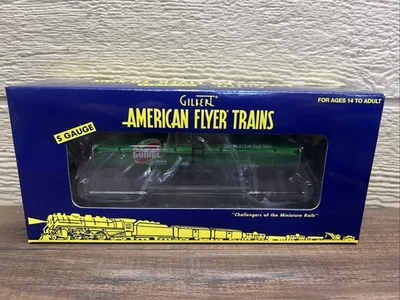 GILBERT
AMERICAN FLYER® TRAINS
FOR AGES 14 TO ADULT
S GAUGE
"Challengers of the Miniature Rails"